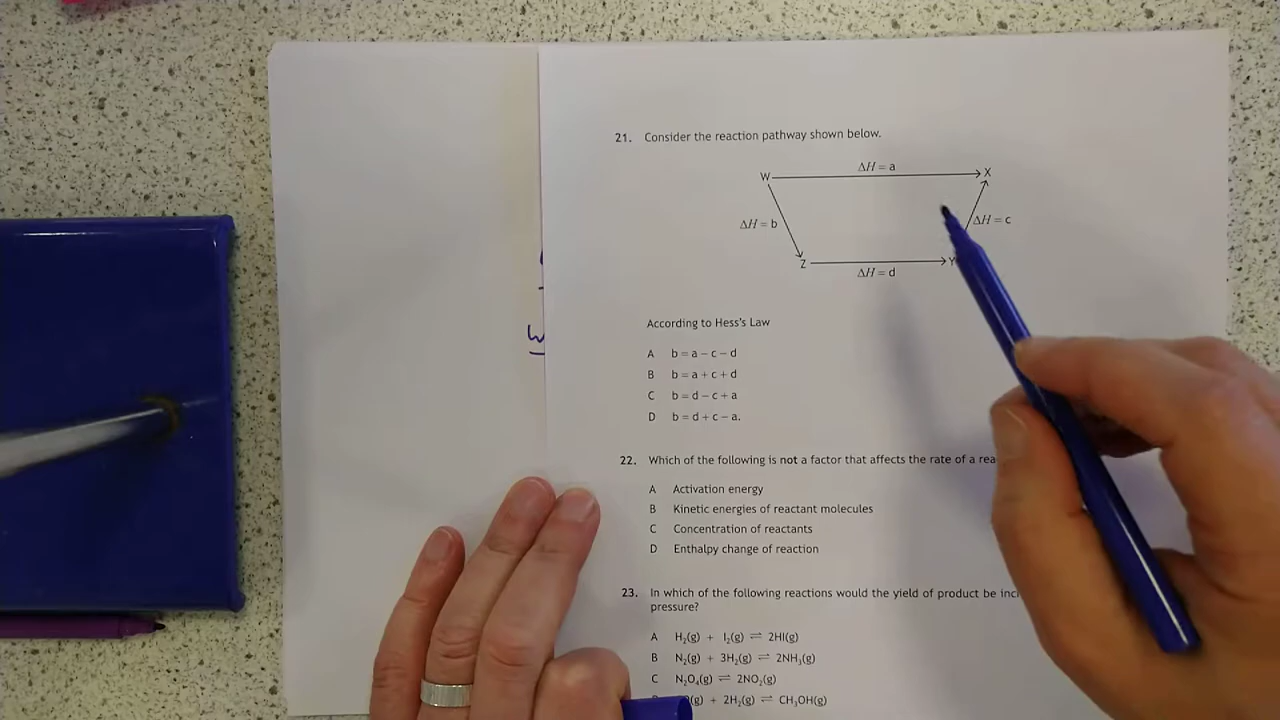 21. Consider the reaction pathway shown below.
ΔH = a
W
X
ΔH = b
ΔH = c
Z
Y
ΔH = d
According to Hess's Law
A b = a – c – d
B b = a + c + d
C b = d – c + a
D b = d + c – a.
22. Which of the following is not a factor that affects the rate of a
A Activation energy
B Kinetic energies of reactant molecules
C Concentration of reactants
D Enthalpy change of reaction
23. In which of the following reactions would the yield of product be
pressure?
A H₂(g) + I₂(g) ⇌ 2HI(g)
B N₂(g) + 3H₂(g) ⇌ 2NH₃(g)
C N₂O₄(g) ⇌ 2NO₂(g)
(g) + 2H₂(g) ⇌ CH₃OH(g)